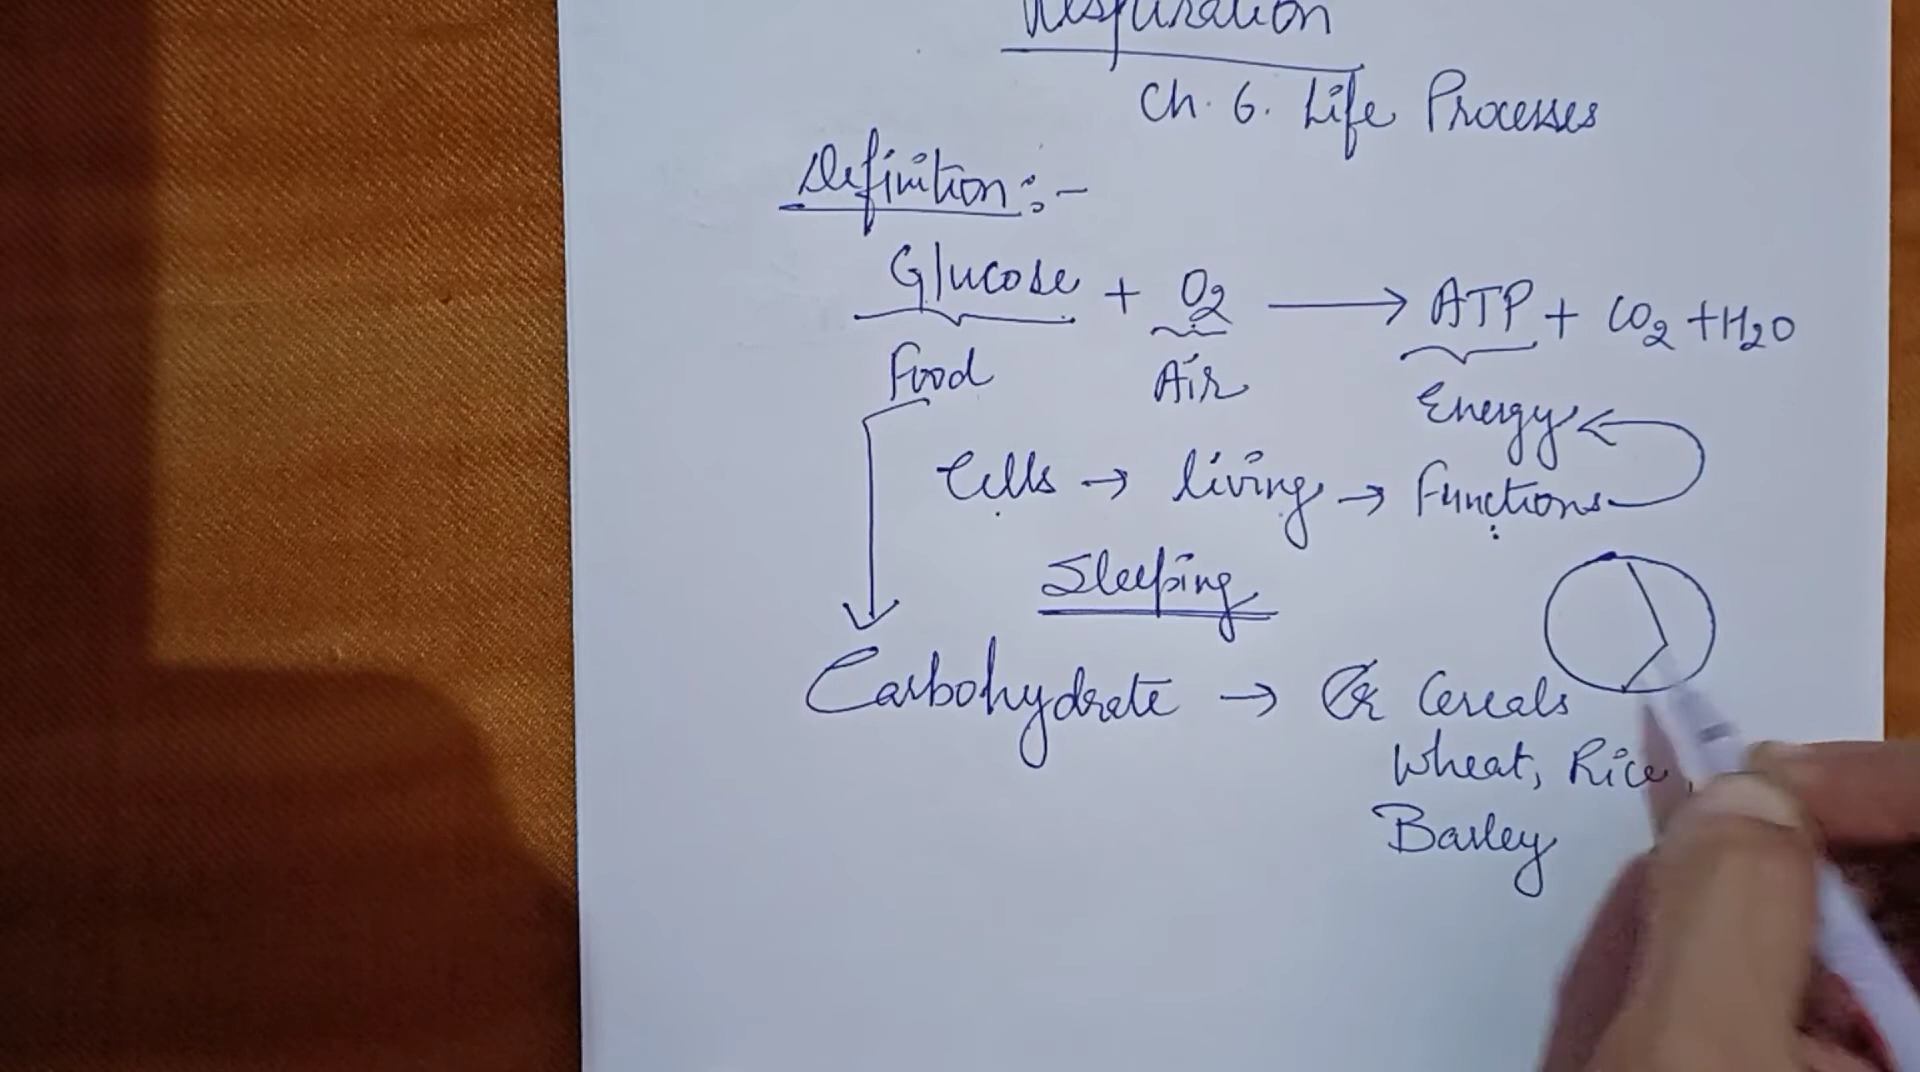 Respiration
Ch. 6. Life Processes
Definition :-
Glucose + O2 → ATP + CO2 + H2O
Food Air Energy
Cells → living → Functions
Sleeping
Carbohydrate → Cereals
Wheat, Rice,
Barley